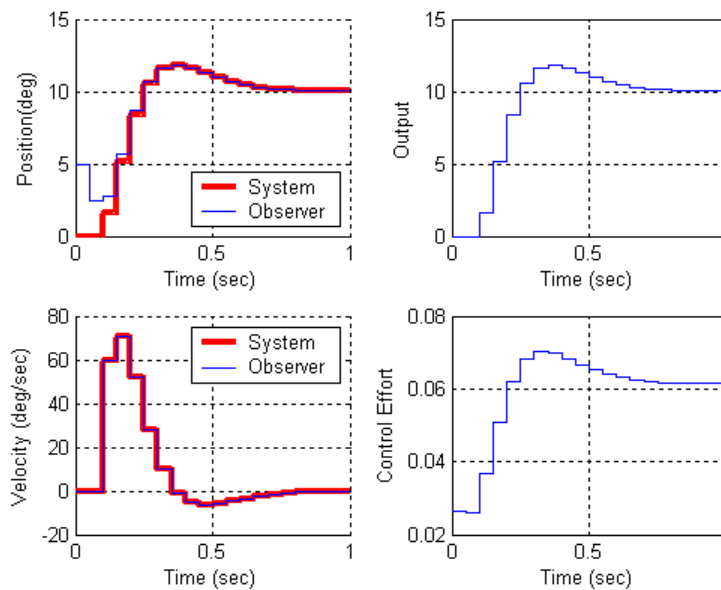 15
10
5
0
Position(deg)
System
Observer
0
0.5
1
Time (sec)
15
10
5
0
Output
0
0.5
Time (sec)
80
60
40
20
0
-20
Velocity (deg/sec)
System
Observer
0
0.5
1
Time (sec)
0.08
0.06
0.04
0.02
Control Effort
0
0.5
Time (sec)